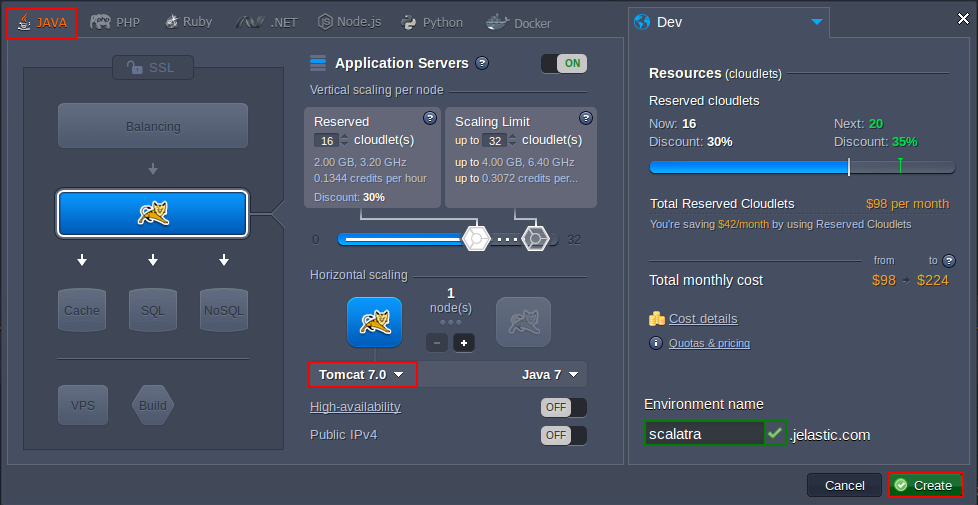 JAVA PHP Ruby .NET Node.js Python Docker
SSL
Balancing
Cache SQL NoSQL
VPS Build
Application Servers ? ON
Vertical scaling per node
Reserved ?
16 cloudlet(s)
2.00 GB, 3.20 GHz
0.1344 credits per hour
Discount: 30%
Scaling Limit ?
up to 32 cloudlet(s)
up to 4.00 GB, 6.40 GHz
up to 0.3072 credits per...
0 32
Horizontal scaling
1
node(s)
− +
Tomcat 7.0 Java 7
High-availability OFF
Public IPv4 OFF
Dev
Resources (cloudlets)
Reserved cloudlets
Now: 16 Next: 20
Discount: 30% Discount: 35%
Total Reserved Cloudlets $98 per month
You're saving $42/month by using Reserved Cloudlets
from to ?
Total monthly cost $98 $224
Cost details
Quotas & pricing
Environment name
scalatra .jelastic.com
Cancel Create